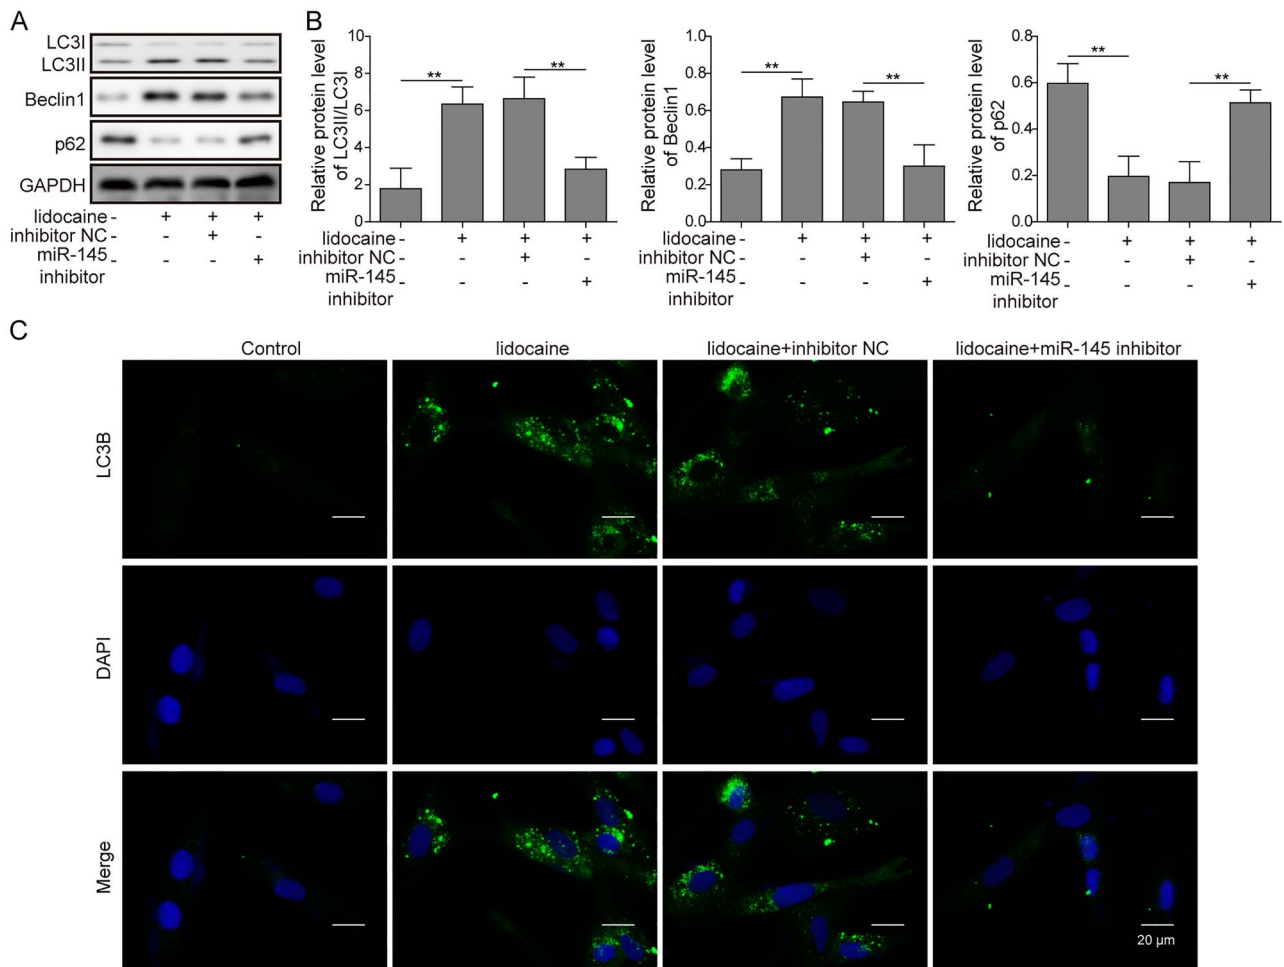 A
LC3I
LC3II
Beclin1
p62
GAPDH
lidocaine - + + +
inhibitor NC - - + -
miR-145 inhibitor - - - +
B
Relative protein level of LC3II/LC3I
10
8
6
4
2
0
** **
lidocaine - + + +
inhibitor NC - - + -
miR-145 inhibitor - - - +
Relative protein level of Beclin1
1.0
0.8
0.6
0.4
0.2
0.0
** **
lidocaine - + + +
inhibitor NC - - + -
miR-145 inhibitor - - - +
Relative protein level of p62
0.8
0.6
0.4
0.2
0.0
** **
lidocaine - + + +
inhibitor NC - - + -
miR-145 inhibitor - - - +
C
Control lidocaine lidocaine+inhibitor NC lidocaine+miR-145 inhibitor
LC3B
DAPI
Merge
20 μm